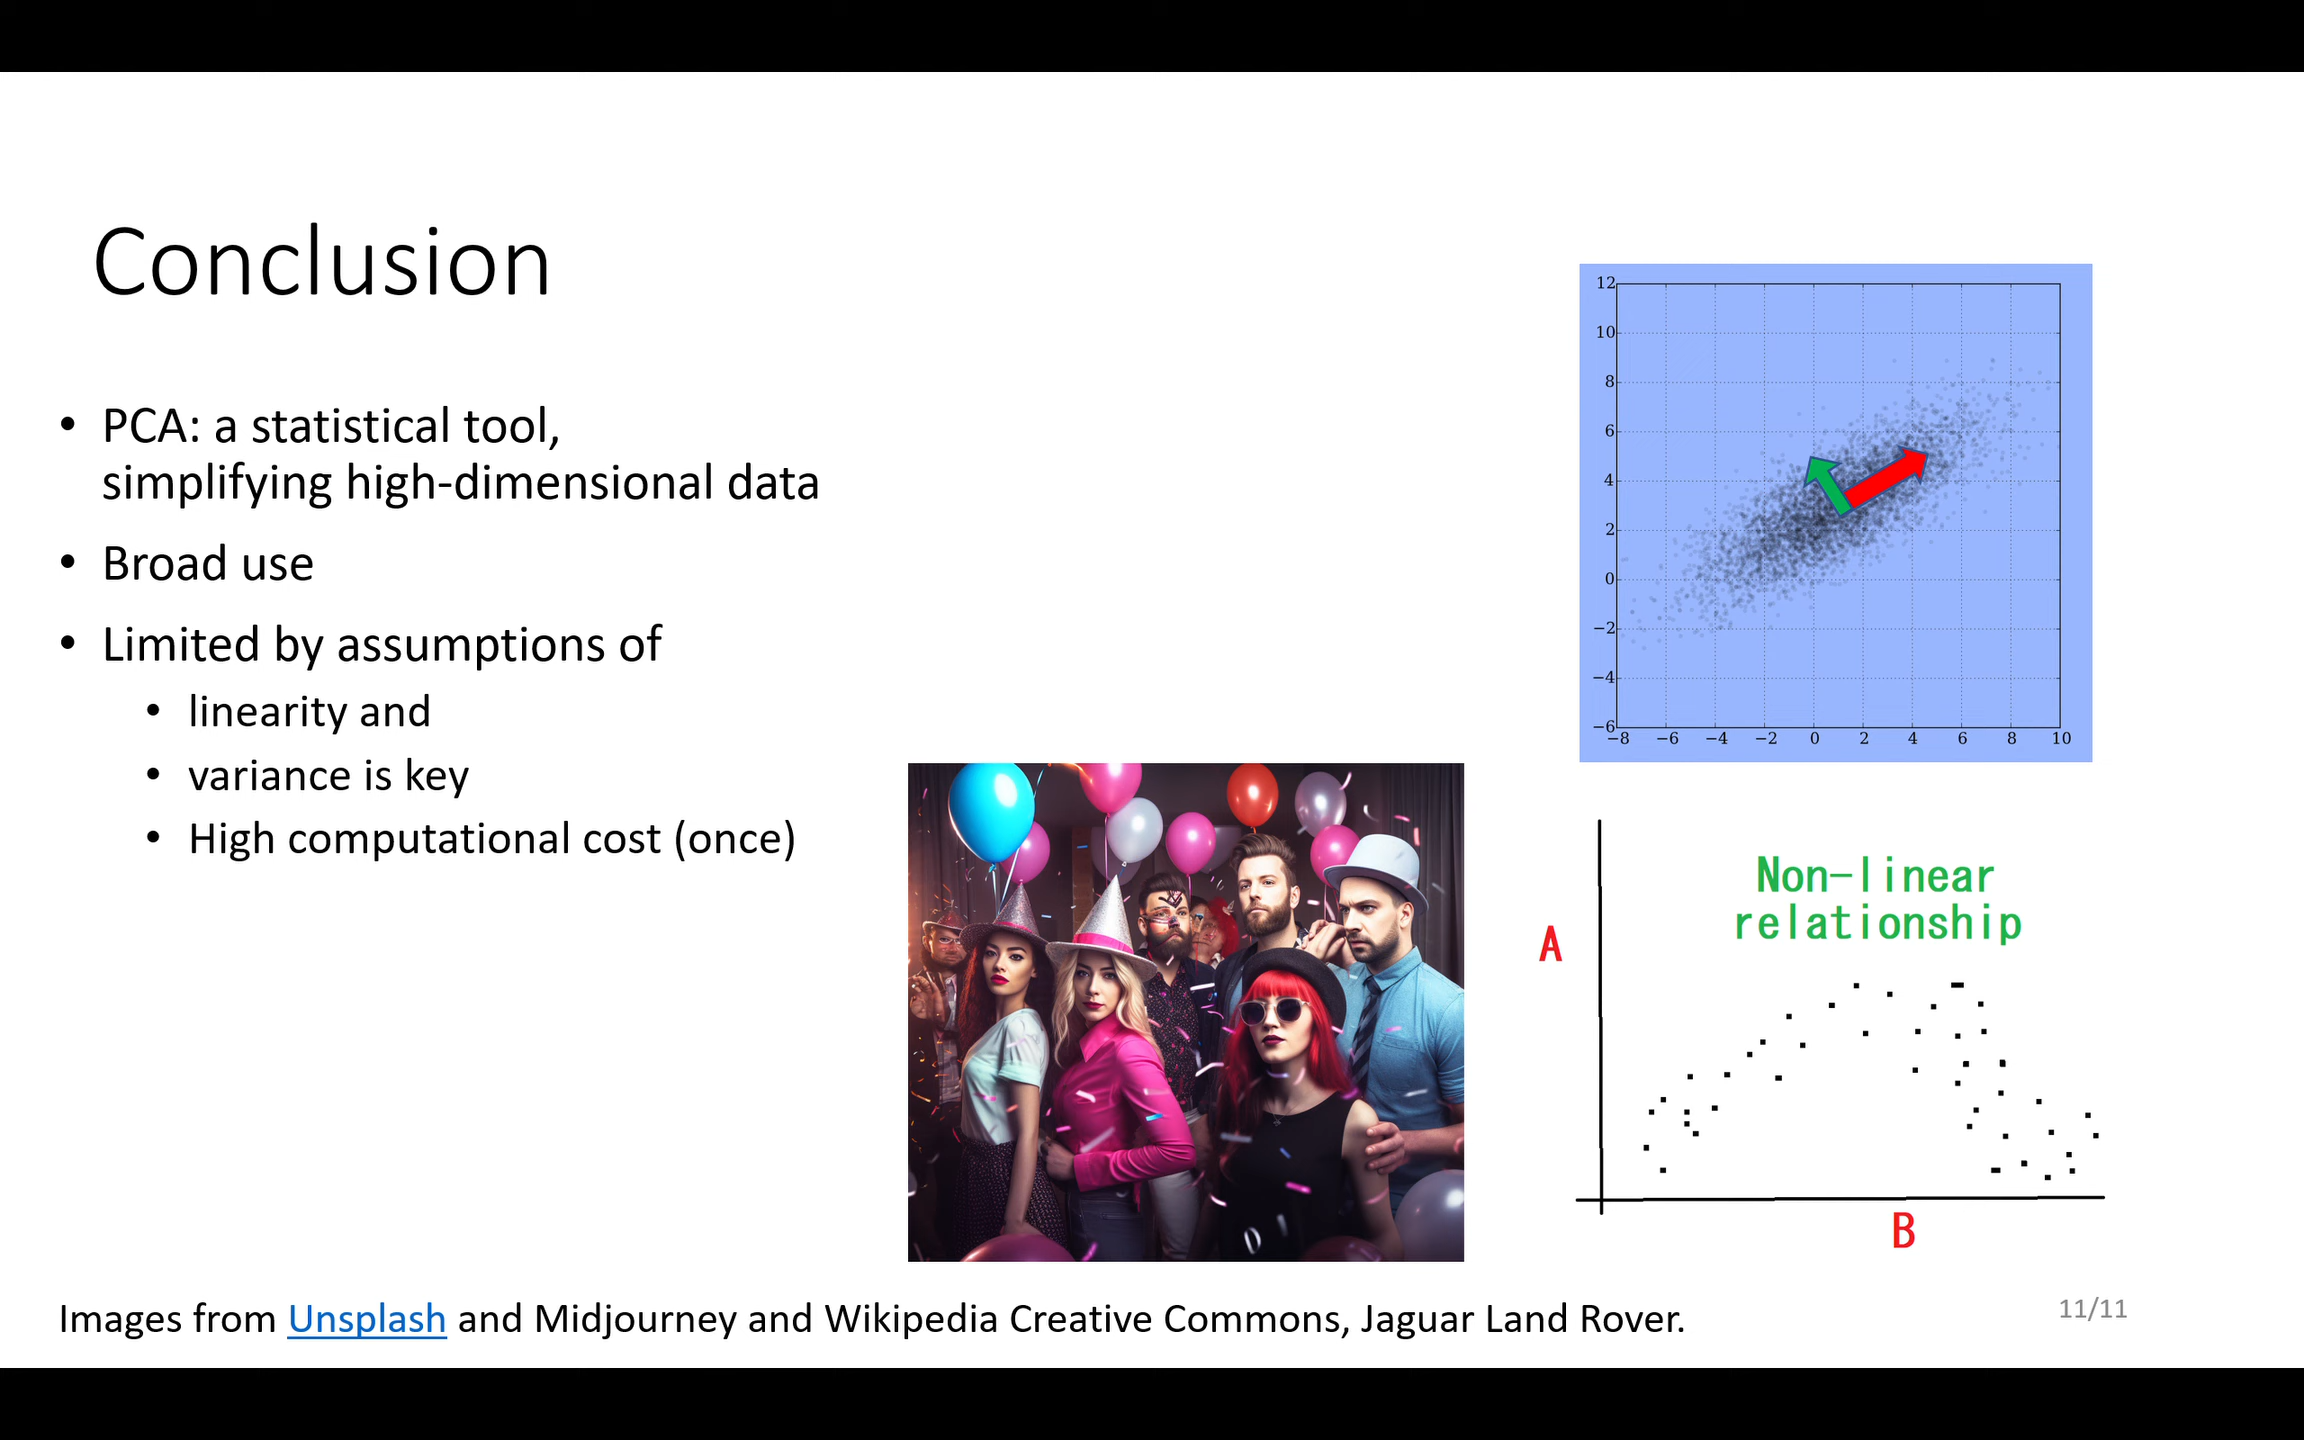 Conclusion
• PCA: a statistical tool,
simplifying high-dimensional data
• Broad use
• Limited by assumptions of
• linearity and
• variance is key
• High computational cost (once)
12
10
8
6
4
2
0
−2
−4
−6
−8 −6 −4 −2 0 2 4 6 8 10
Non-linear
relationship
A
B
Images from Unsplash and Midjourney and Wikipedia Creative Commons, Jaguar Land Rover.
11/11